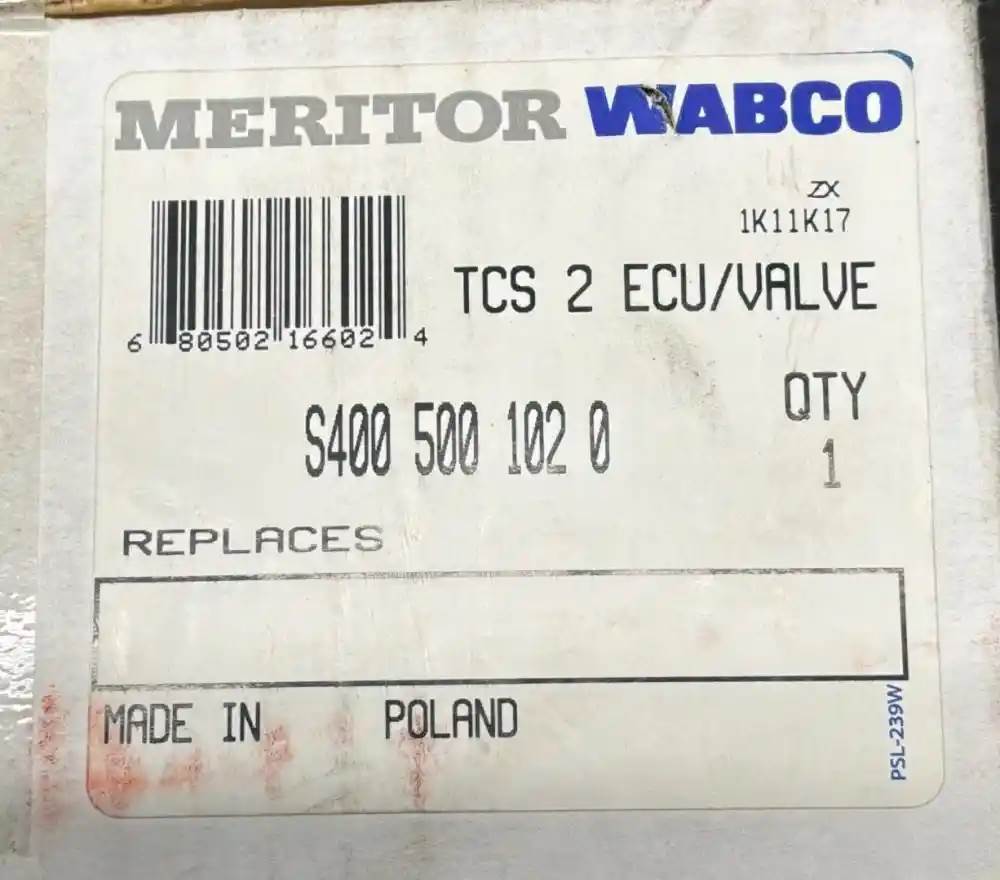 MERITOR WABCO
ZX
1K11K17
TCS 2 ECU/VALVE
6 80502 16602 4
QTY
S400 500 102 0
1
REPLACES
MADE IN POLAND
PSL-239W